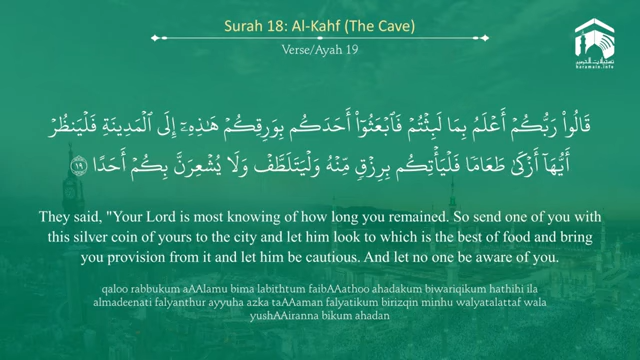 Surah 18: Al-Kahf (The Cave)
Verse/Ayah 19
halamate.info
قَالُوا۟ رَبُّكُمْ أَعْلَمُ بِمَا لَبِثْتُمْ فَٱبْعَثُوٓا۟ أَحَدَكُم بِوَرِقِكُمْ هَـٰذِهِۦٓ إِلَى ٱلْمَدِينَةِ فَلْيَنظُرْ
أَيُّهَآ أَزْكَىٰ طَعَامًا فَلْيَأْتِكُم بِرِزْقٍ مِّنْهُ وَلْيَتَلَطَّفْ وَلَا يُشْعِرَنَّ بِكُمْ أَحَدًا ١٩
They said, "Your Lord is most knowing of how long you remained. So send one of you with
this silver coin of yours to the city and let him look to which is the best of food and bring
you provision from it and let him be cautious. And let no one be aware of you.
qaloo rabbukum aAAlamu bima labithtum faibAAathoo ahadakum biwariqikum hathihi ila
almadeenati falyanthur ayyuha azka taAAaman falyatikum birizqin minhu walyatalattaf wala
yushAAiranna bikum ahadan